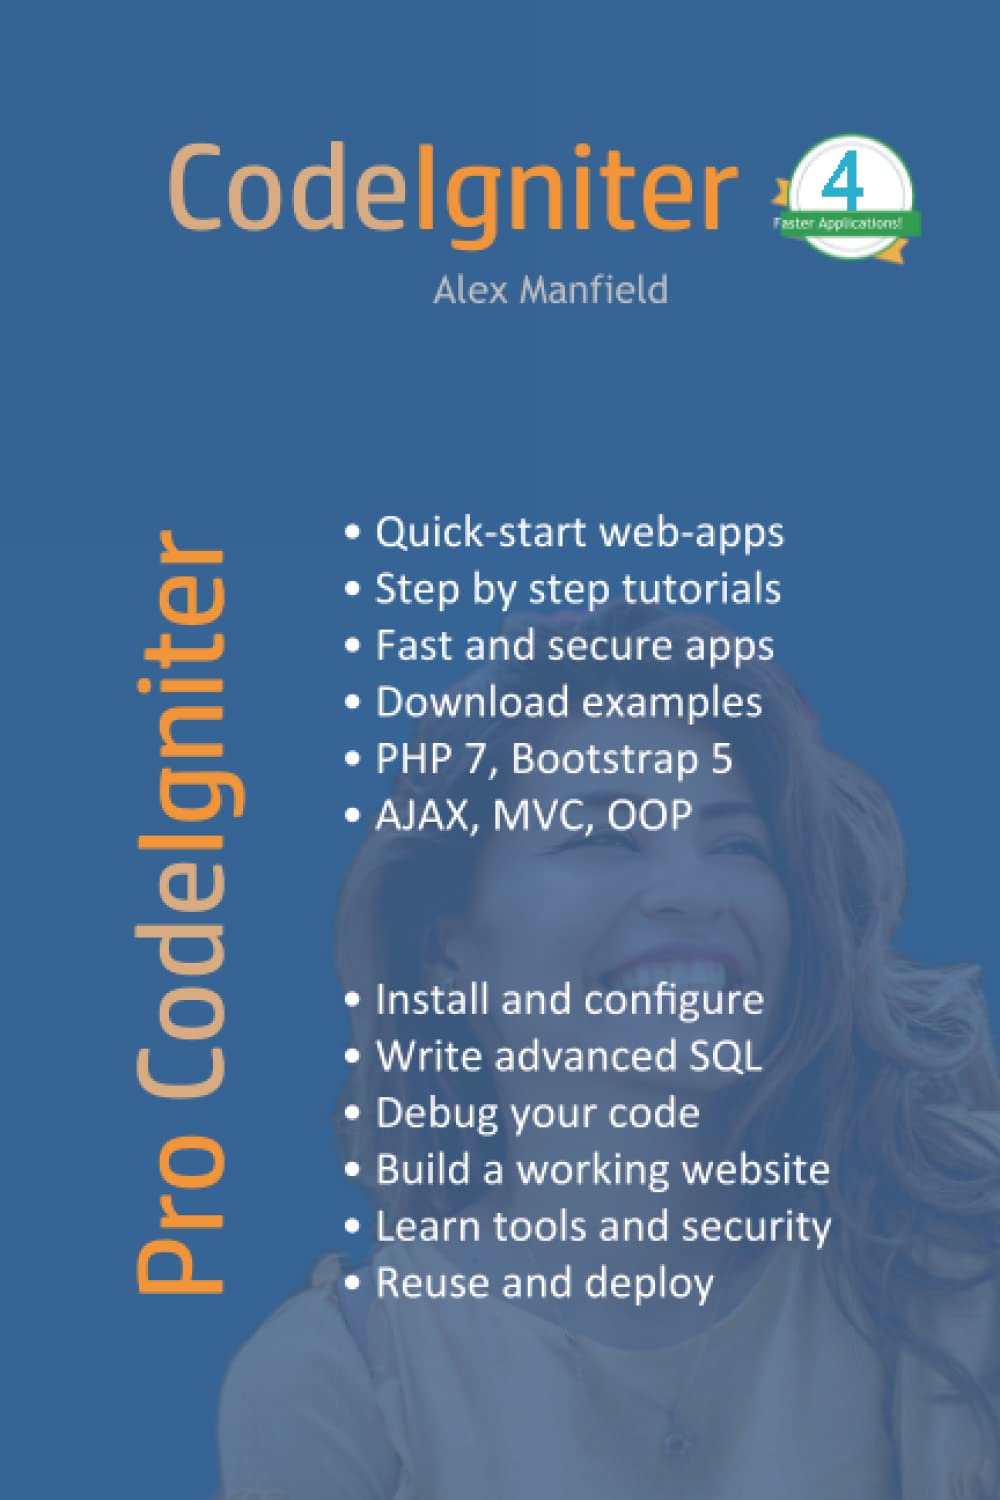 CodeIgniter
4
Faster Applications!
Alex Manfield
Pro CodeIgniter
• Quick-start web-apps
• Step by step tutorials
• Fast and secure apps
• Download examples
• PHP 7, Bootstrap 5
• AJAX, MVC, OOP
• Install and configure
• Write advanced SQL
• Debug your code
• Build a working website
• Learn tools and security
• Reuse and deploy